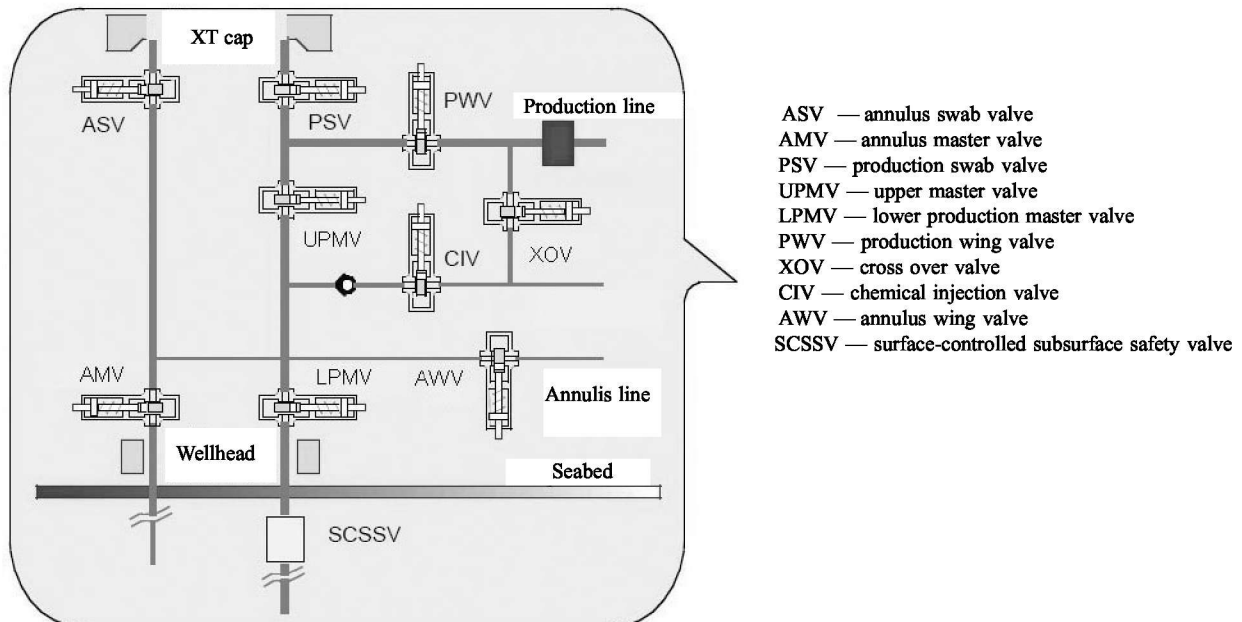 XT cap
ASV
PSV
PWV
Production line
UPMV
CIV
XOV
AMV
LPMV
AWV
Annulis line
Wellhead
Seabed
SCSSV
ASV — annulus swab valve
AMV — annulus master valve
PSV — production swab valve
UPMV — upper master valve
LPMV — lower production master valve
PWV — production wing valve
XOV — cross over valve
CIV — chemical injection valve
AWV — annulus wing valve
SCSSV — surface-controlled subsurface safety valve